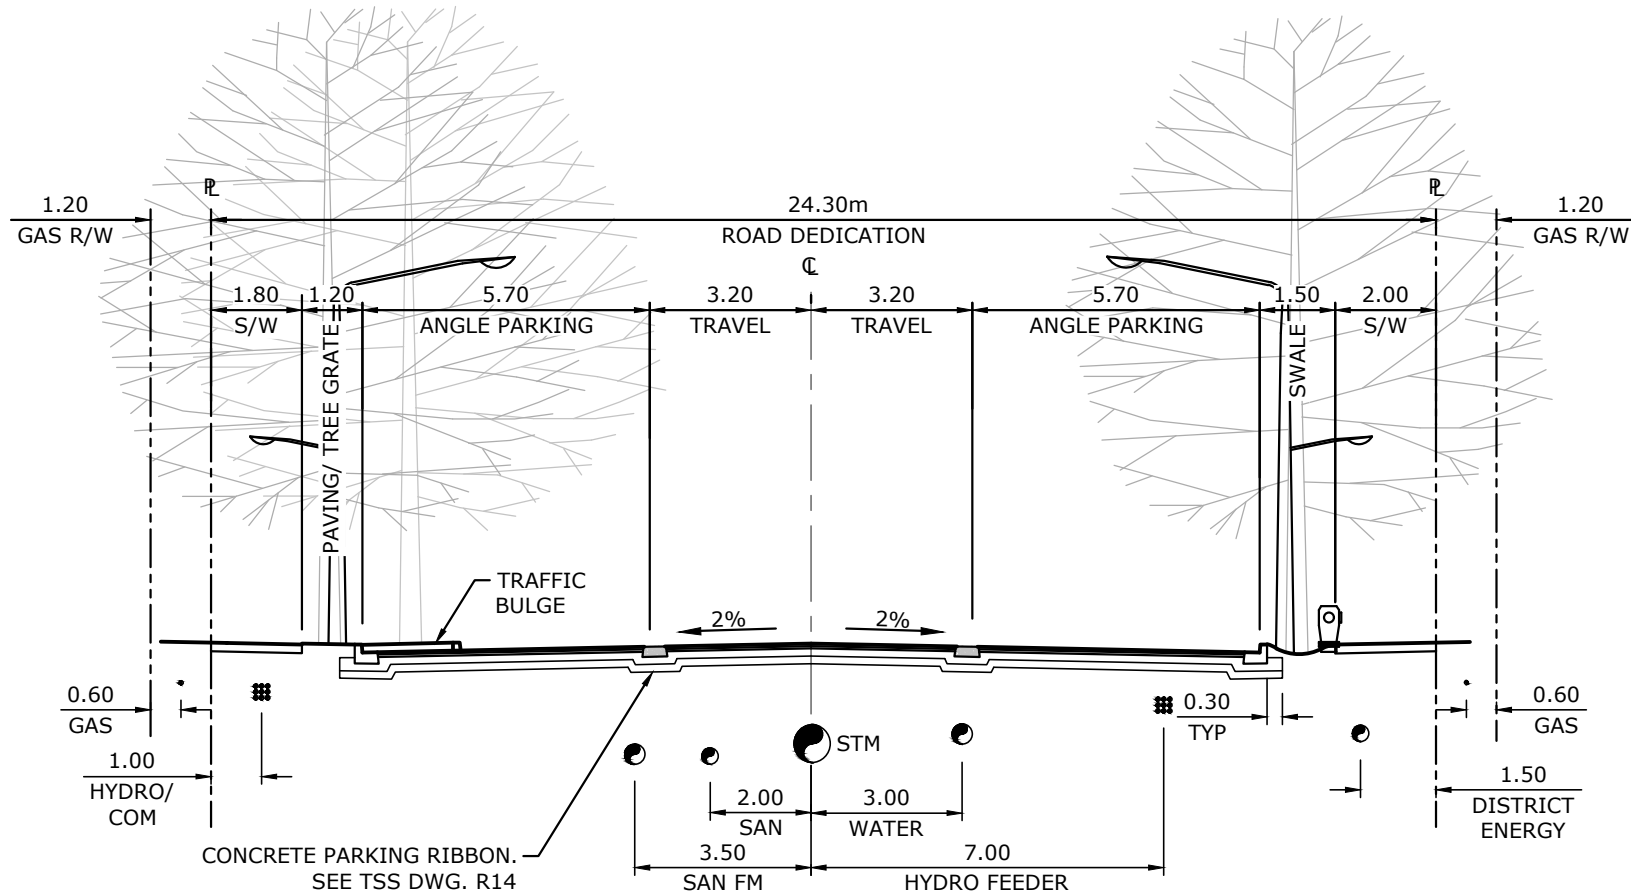 ℄
℄
1.20
24.30m
1.20
GAS R/W
ROAD DEDICATION
GAS R/W
℄
1.80
1.20
5.70
3.20
3.20
5.70
1.50
2.00
S/W
ANGLE PARKING
TRAVEL
TRAVEL
ANGLE PARKING
S/W
PAVING/ TREE GRATE
SWALE
TRAFFIC
BULGE
2%
2%
0.60
GAS
0.30
TYP
0.60
GAS
STM
1.00
HYDRO/
COM
1.50
DISTRICT
ENERGY
2.00
SAN
3.00
WATER
CONCRETE PARKING RIBBON.
SEE TSS DWG. R14
3.50
SAN FM
7.00
HYDRO FEEDER